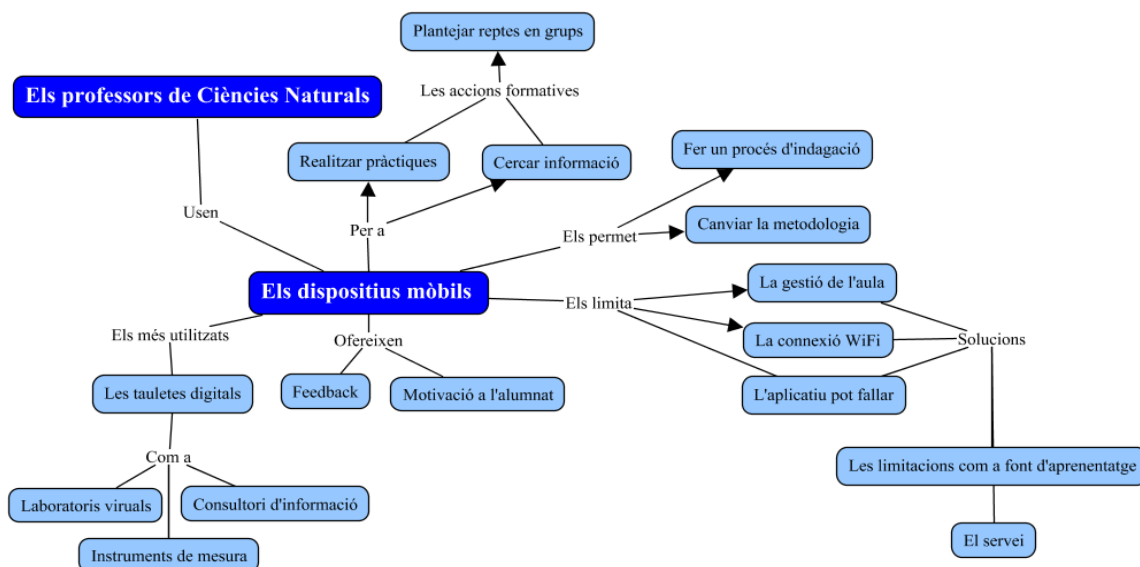 Plantejar reptes en grups
Els professors de Ciències Naturals
Les accions formatives
Realitzar pràctiques
Cercar informació
Fer un procés d'indagació
Usen
Per a
Els permet
Canviar la metodologia
Els dispositius mòbils
La gestió de l'aula
Els limita
Els més utilitzats
Ofereixen
La connexió WiFi
Solucions
Les tauletes digitals
Feedback
Motivació a l'alumnat
L'aplicatiu pot fallar
Com a
Les limitacions com a font d'aprenentatge
Laboratoris viruals
Consultori d'informació
Instruments de mesura
El servei